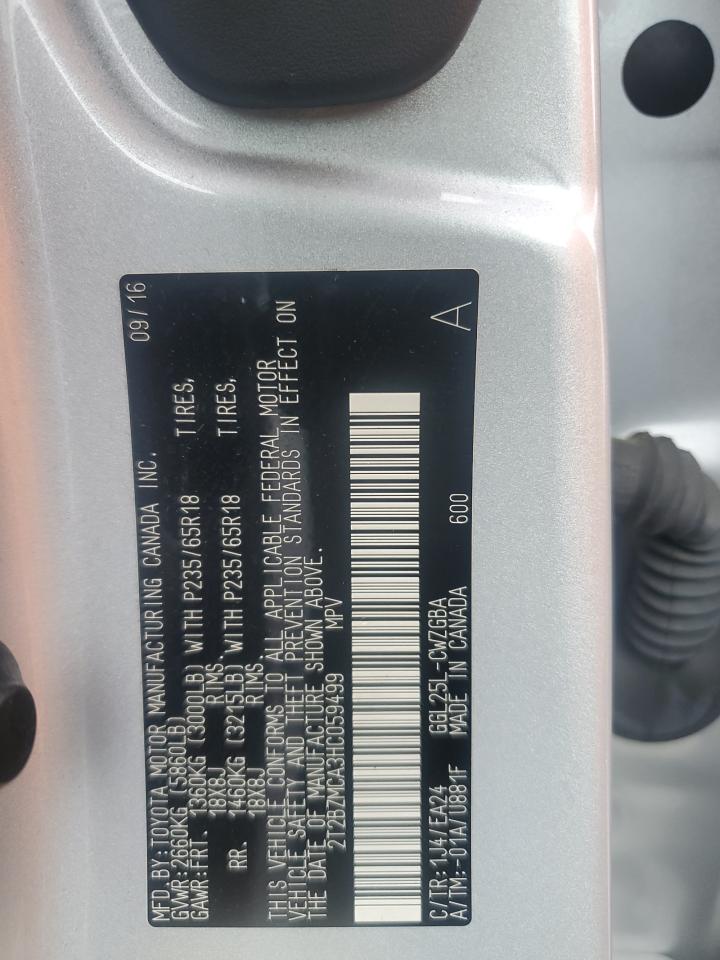 MFD. BY: TOYOTA MOTOR MANUFACTURING CANADA INC. 09/16
GVWR: 2660KG (5860LB)
GAWR: FRT. 1360KG (3000LB) WITH P235/65R18 TIRES,
18X8J RIMS.
RR. 1460KG (3215LB) WITH P235/65R18 TIRES,
18X8J RIMS.
THIS VEHICLE CONFORMS TO ALL APPLICABLE FEDERAL MOTOR
VEHICLE SAFETY AND THEFT PREVENTION STANDARDS IN EFFECT ON
THE DATE OF MANUFACTURE SHOWN ABOVE.
2T2BZMCA3HC059499 MPV
C/TR: 1J4/EA24 GGL25L-CWZGBA A
A/TM: -01A/U881F MADE IN CANADA 600